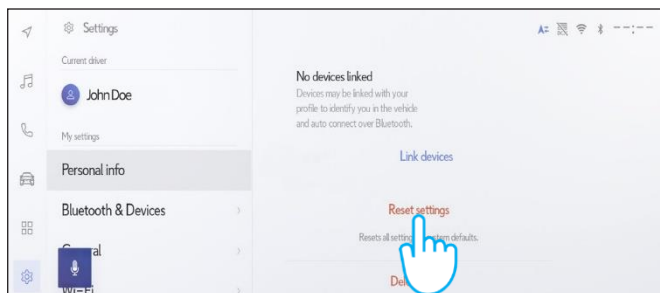 Settings
Current driver
John Doe
My settings
Personal info
Bluetooth & Devices
Wi-Fi
--:--
No devices linked
Devices may be linked with your
profile to identify you in the vehicle
and auto connect over Bluetooth.
Link devices
Reset settings
Resets all system defaults.